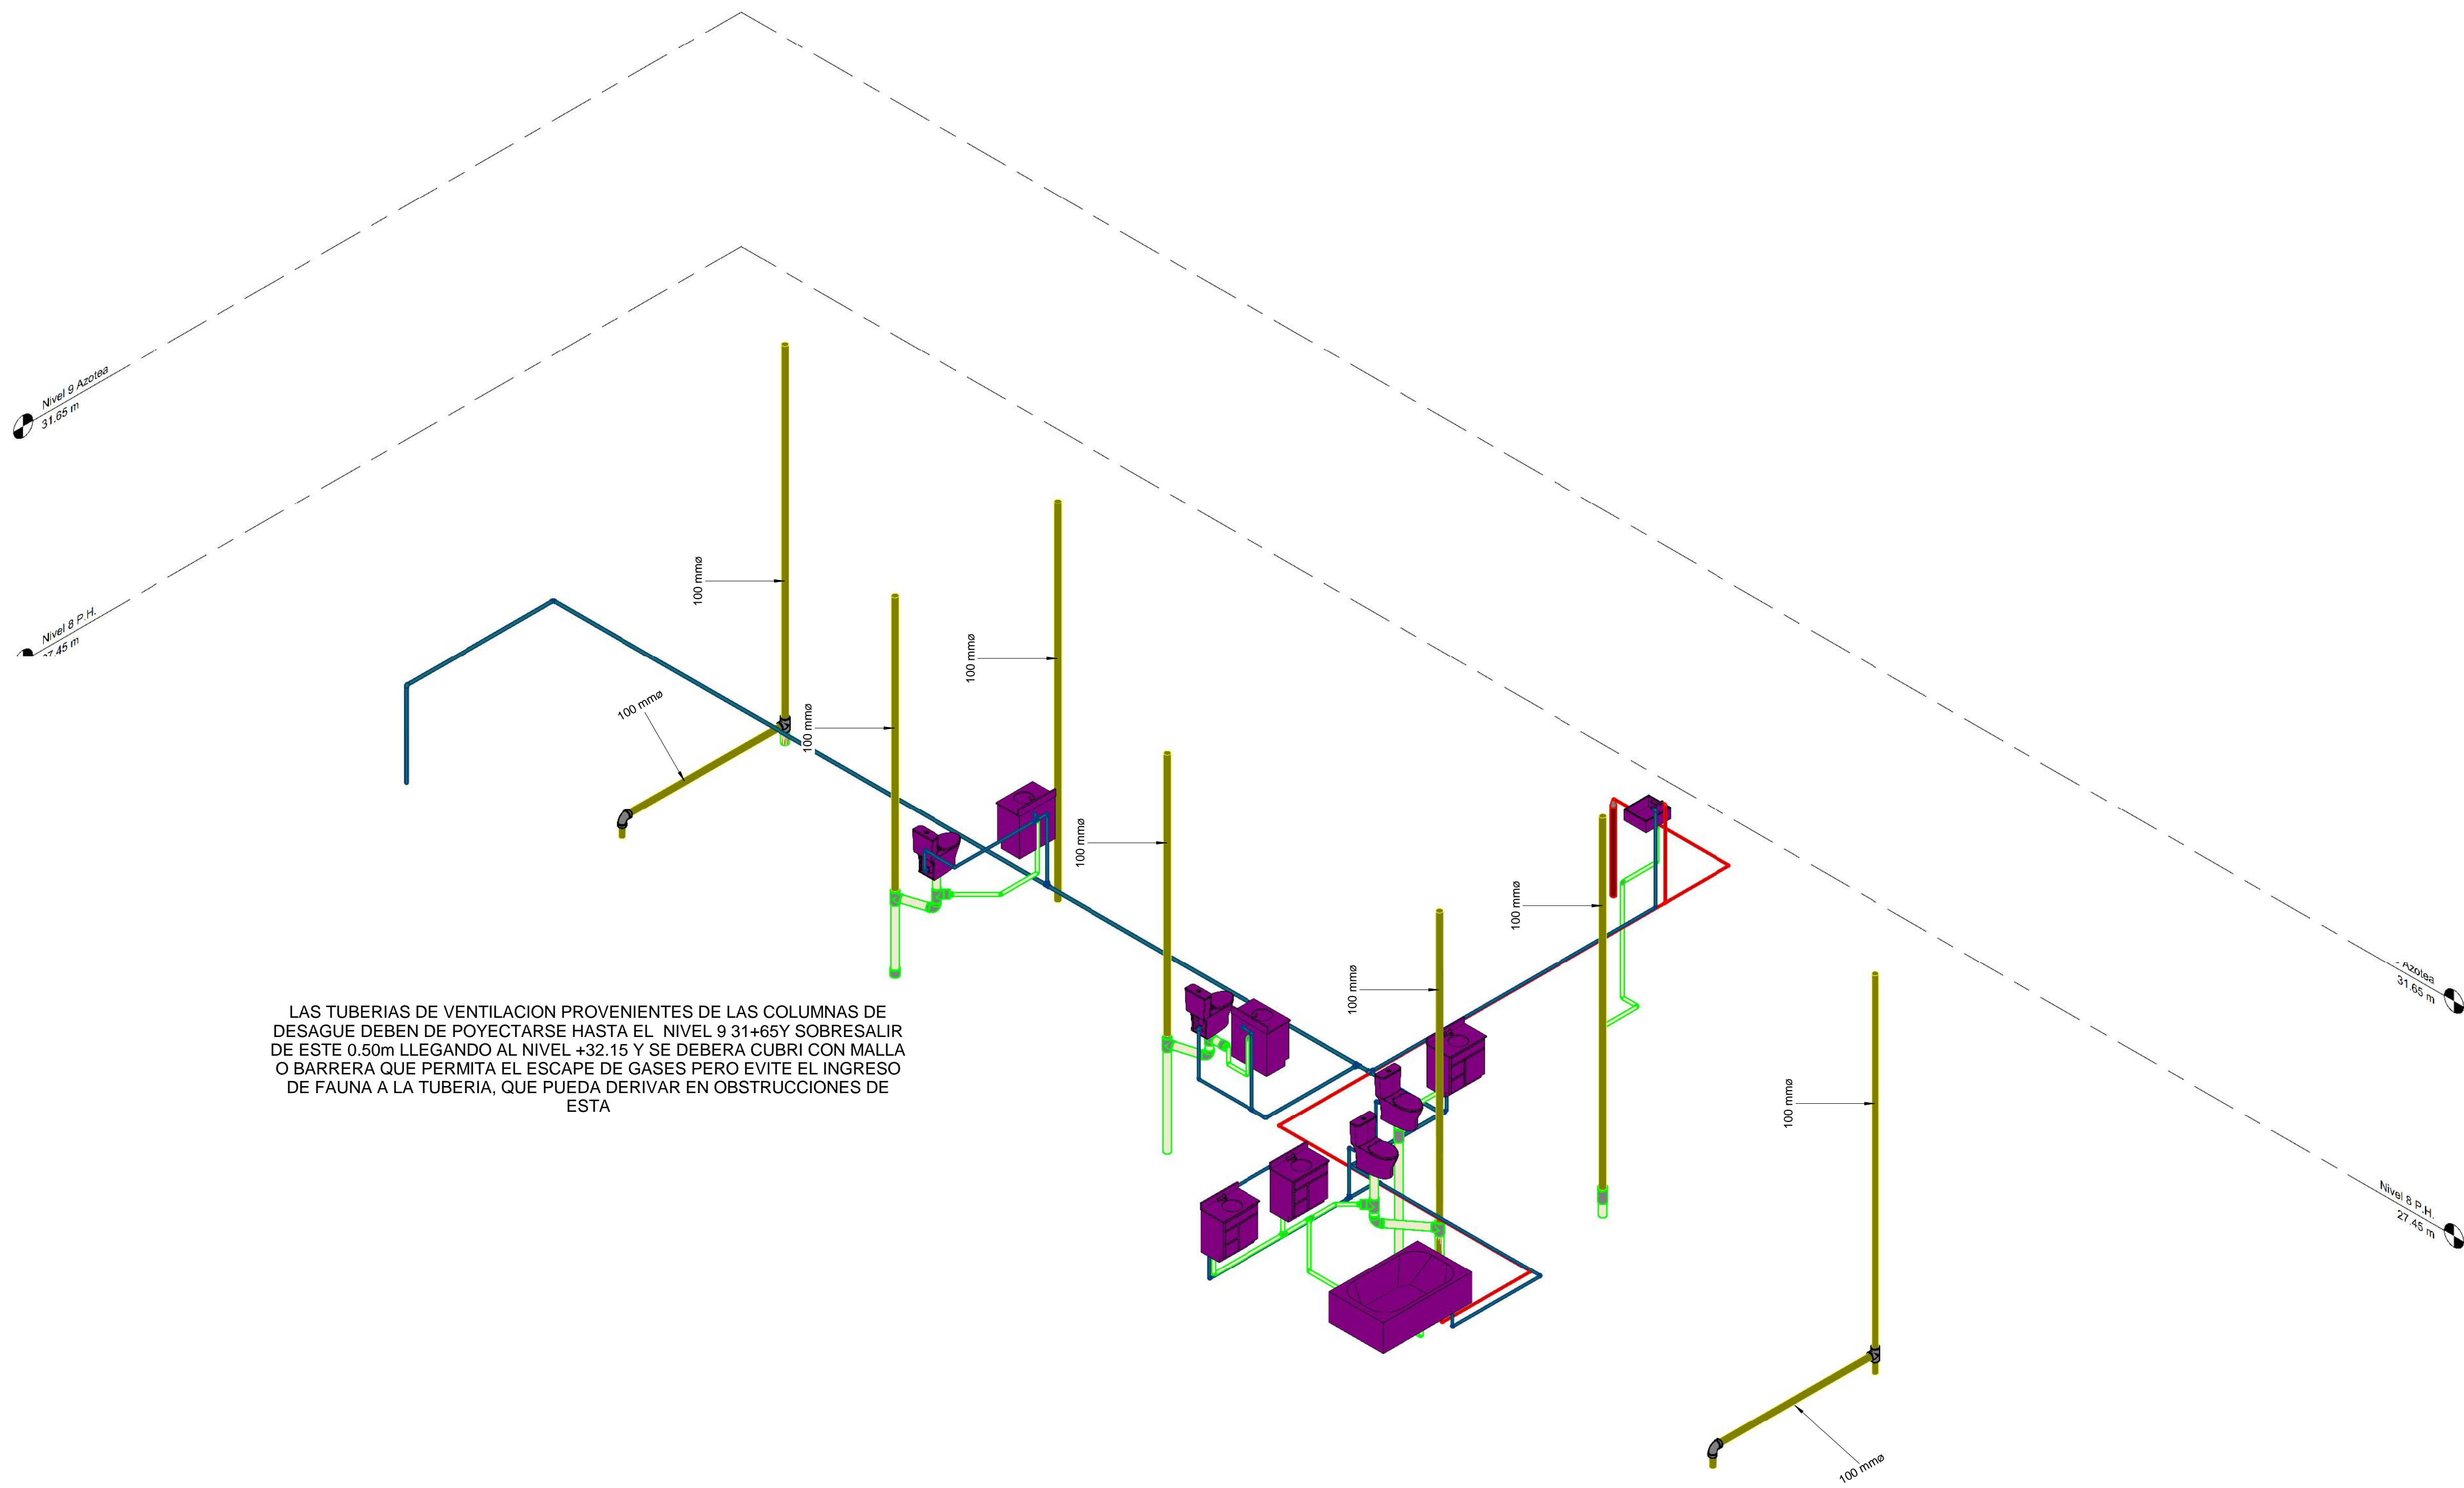 Nivel 9 Azotea
31.65 m
Nivel 8 P.H.
27.45 m
100 mmø
100 mmø
100 mmø
100 mmø
100 mmø
100 mmø
100 mmø
100 mmø
100 mmø
LAS TUBERIAS DE VENTILACION PROVENIENTES DE LAS COLUMNAS DE
DESAGUE DEBEN DE POYECTARSE HASTA EL NIVEL 9 31+65Y SOBRESALIR
DE ESTE 0.50m LLEGANDO AL NIVEL +32.15 Y SE DEBERA CUBRI CON MALLA
O BARRERA QUE PERMITA EL ESCAPE DE GASES PERO EVITE EL INGRESO
DE FAUNA A LA TUBERIA, QUE PUEDA DERIVAR EN OBSTRUCCIONES DE
ESTA
Azotea
31.65 m
Nivel 8 P.H.
27.45 m